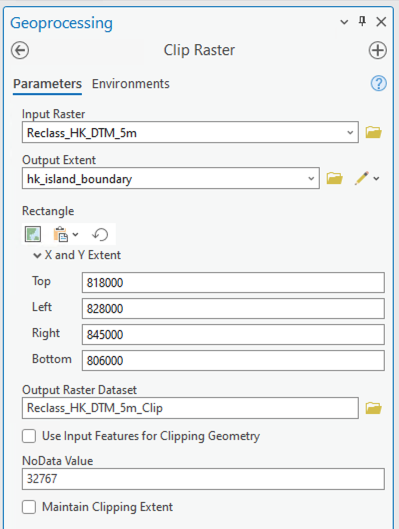 Geoprocessing
Clip Raster
Parameters Environments
Input Raster
Reclass_HK_DTM_5m
Output Extent
hk_island_boundary
Rectangle
X and Y Extent
Top 818000
Left 828000
Right 845000
Bottom 806000
Output Raster Dataset
Reclass_HK_DTM_5m_Clip
Use Input Features for Clipping Geometry
NoData Value
32767
Maintain Clipping Extent